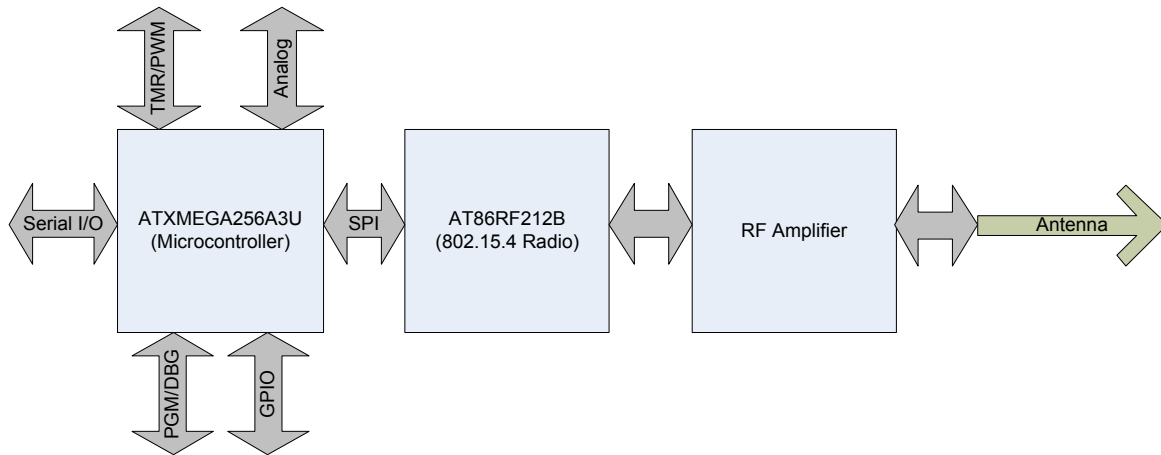 TMR/PWM
Analog
Serial I/O
ATXMEGA256A3U
(Microcontroller)
SPI
AT86RF212B
(802.15.4 Radio)
RF Amplifier
Antenna
PGM/DBG
GPIO